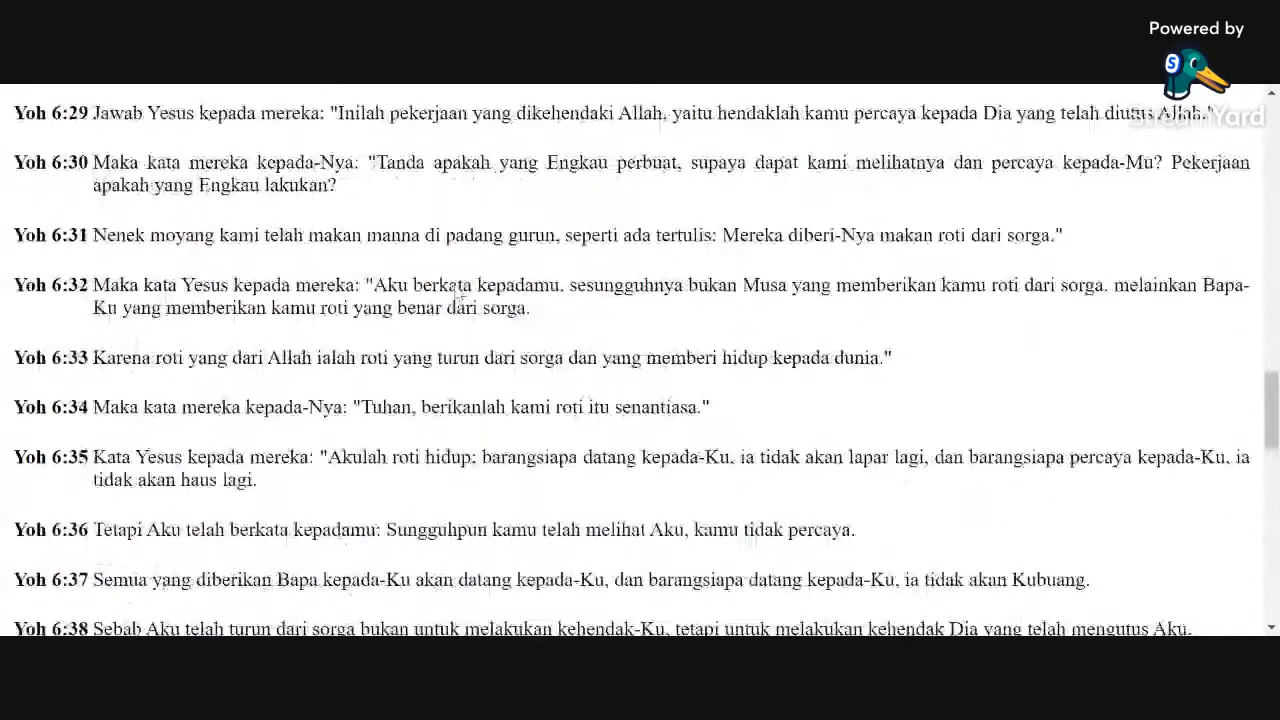 Powered by
StreamYard
Yoh 6:29 Jawab Yesus kepada mereka: "Inilah pekerjaan yang dikehendaki Allah, yaitu hendaklah kamu percaya kepada Dia yang telah diutus Allah."
Yoh 6:30 Maka kata mereka kepada-Nya: "Tanda apakah yang Engkau perbuat, supaya dapat kami melihatnya dan percaya kepada-Mu? Pekerjaan
apakah yang Engkau lakukan?
Yoh 6:31 Nenek moyang kami telah makan manna di padang gurun, seperti ada tertulis: Mereka diberi-Nya makan roti dari sorga."
Yoh 6:32 Maka kata Yesus kepada mereka: "Aku berkata kepadamu, sesungguhnya bukan Musa yang memberikan kamu roti dari sorga, melainkan Bapa-
Ku yang memberikan kamu roti yang benar dari sorga.
Yoh 6:33 Karena roti yang dari Allah ialah roti yang turun dari sorga dan yang memberi hidup kepada dunia."
Yoh 6:34 Maka kata mereka kepada-Nya: "Tuhan, berikanlah kami roti itu senantiasa."
Yoh 6:35 Kata Yesus kepada mereka: "Akulah roti hidup; barangsiapa datang kepada-Ku, ia tidak akan lapar lagi, dan barangsiapa percaya kepada-Ku, ia
tidak akan haus lagi.
Yoh 6:36 Tetapi Aku telah berkata kepadamu: Sungguhpun kamu telah melihat Aku, kamu tidak percaya.
Yoh 6:37 Semua yang diberikan Bapa kepada-Ku akan datang kepada-Ku, dan barangsiapa datang kepada-Ku, ia tidak akan Kubuang.
Yoh 6:38 Sebab Aku telah turun dari sorga bukan untuk melakukan kehendak-Ku, tetapi untuk melakukan kehendak Dia yang telah mengutus Aku.